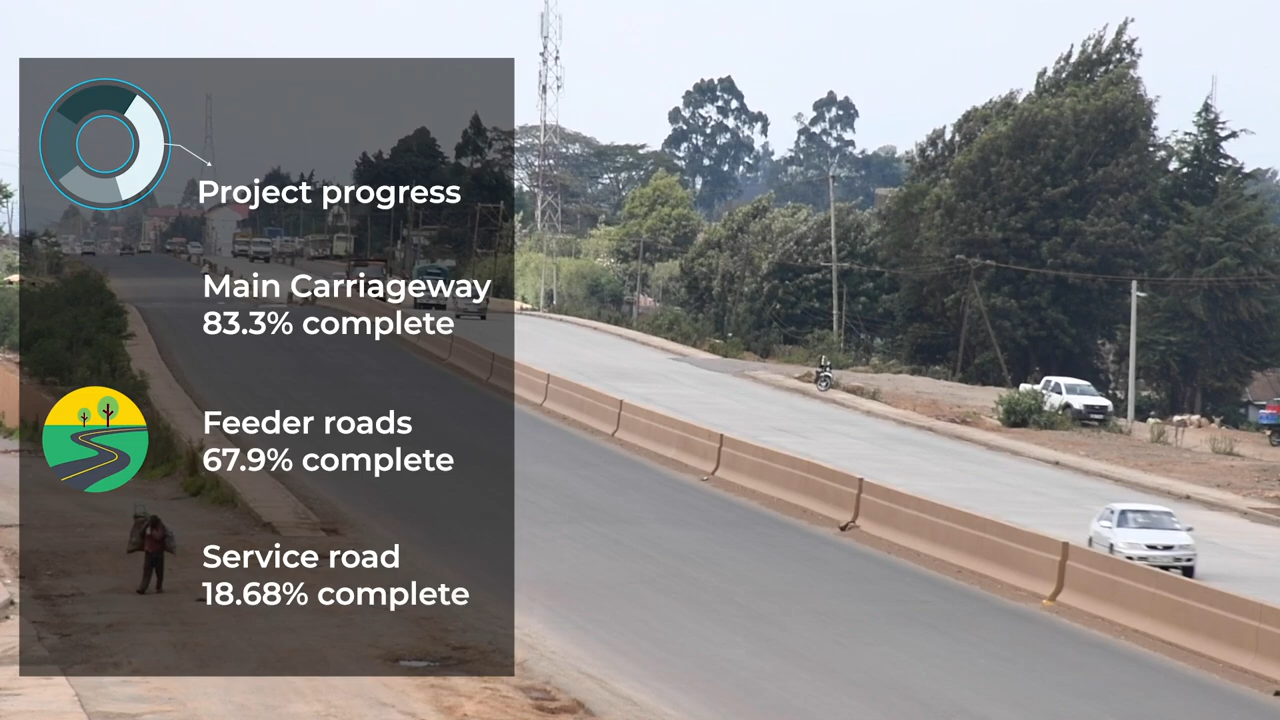 Project progress
Main Carriageway
83.3% complete
Feeder roads
67.9% complete
Service road
18.68% complete